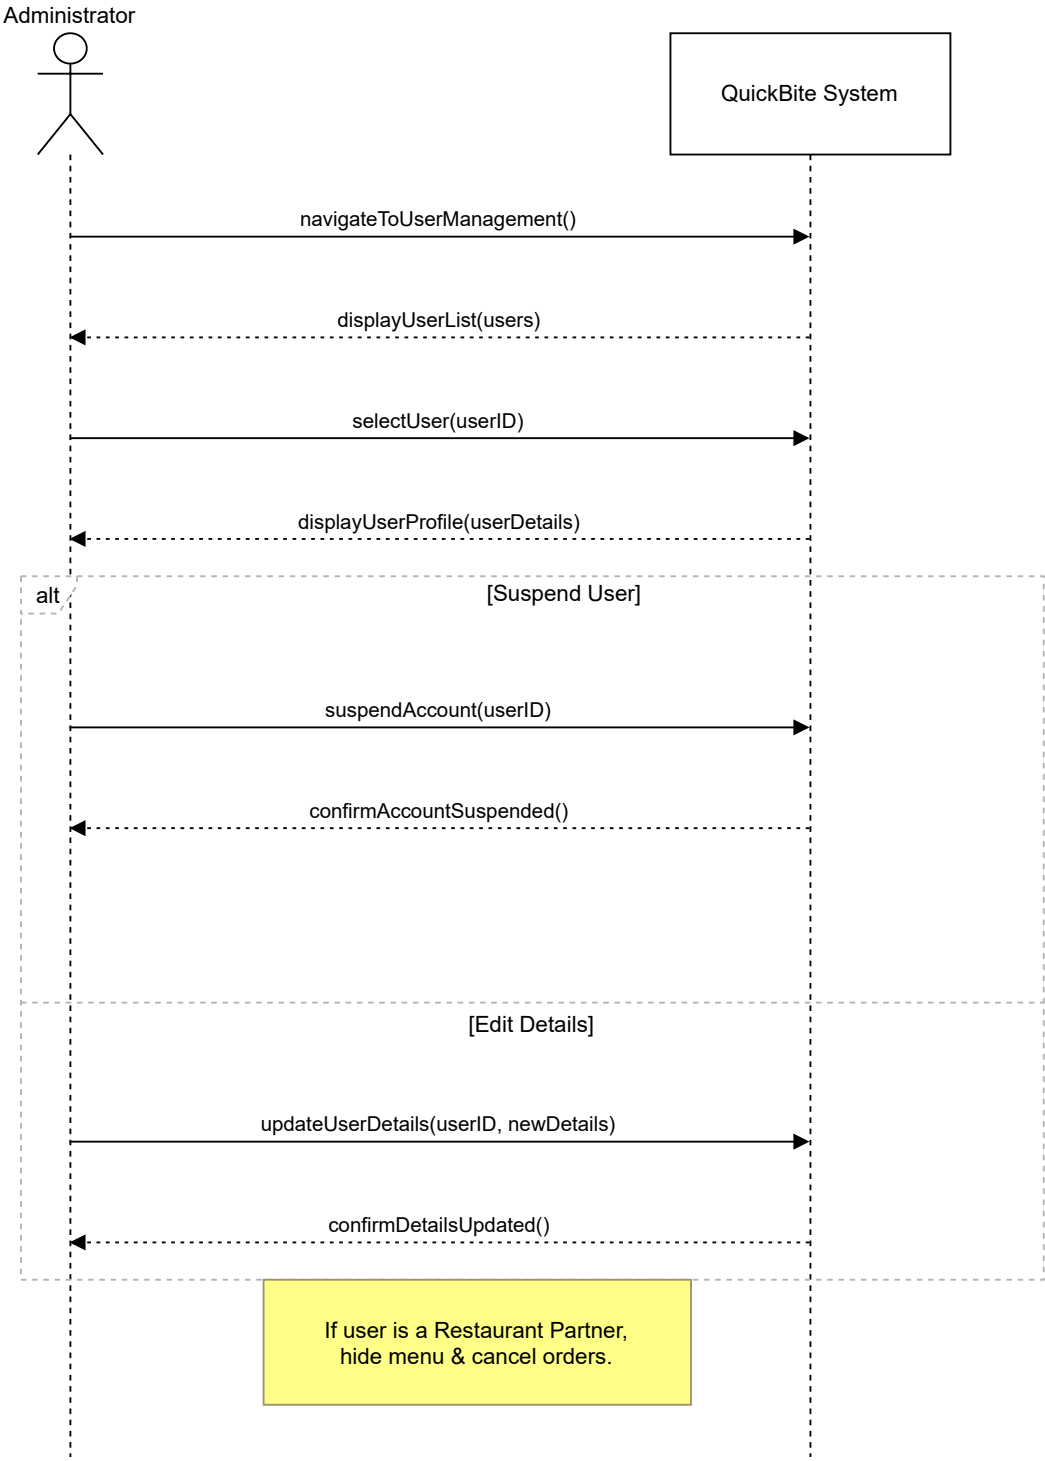 Administrator
QuickBite System
navigateToUserManagement()
displayUserList(users)
selectUser(userID)
displayUserProfile(userDetails)
alt
[Suspend User]
suspendAccount(userID)
confirmAccountSuspended()
[Edit Details]
updateUserDetails(userID, newDetails)
confirmDetailsUpdated()
If user is a Restaurant Partner,
hide menu & cancel orders.